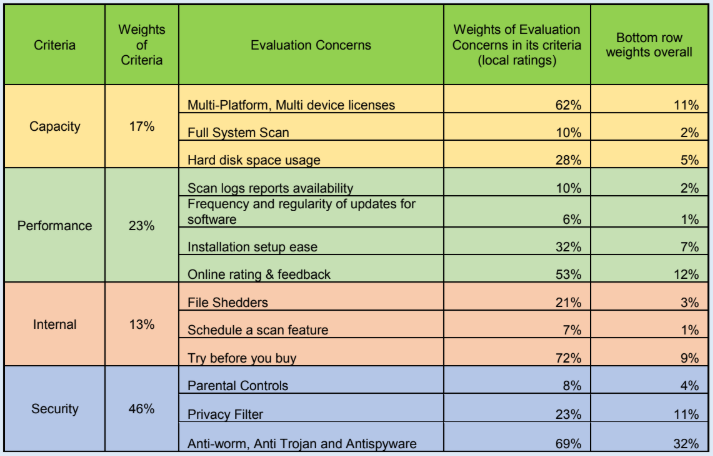 Criteria
Weights
of
Criteria
Evaluation Concerns
Weights of Evaluation
Concerns in its criteria
(local ratings)
Bottom row
weights overall
Capacity
17%
Multi-Platform, Multi device licenses 62% 11%
Full System Scan 10% 2%
Hard disk space usage 28% 5%
Performance
23%
Scan logs reports availability 10% 2%
Frequency and regularity of updates for
software 6% 1%
Installation setup ease 32% 7%
Online rating & feedback 53% 12%
Internal
13%
File Shedders 21% 3%
Schedule a scan feature 7% 1%
Try before you buy 72% 9%
Security
46%
Parental Controls 8% 4%
Privacy Filter 23% 11%
Anti-worm, Anti Trojan and Antispyware 69% 32%